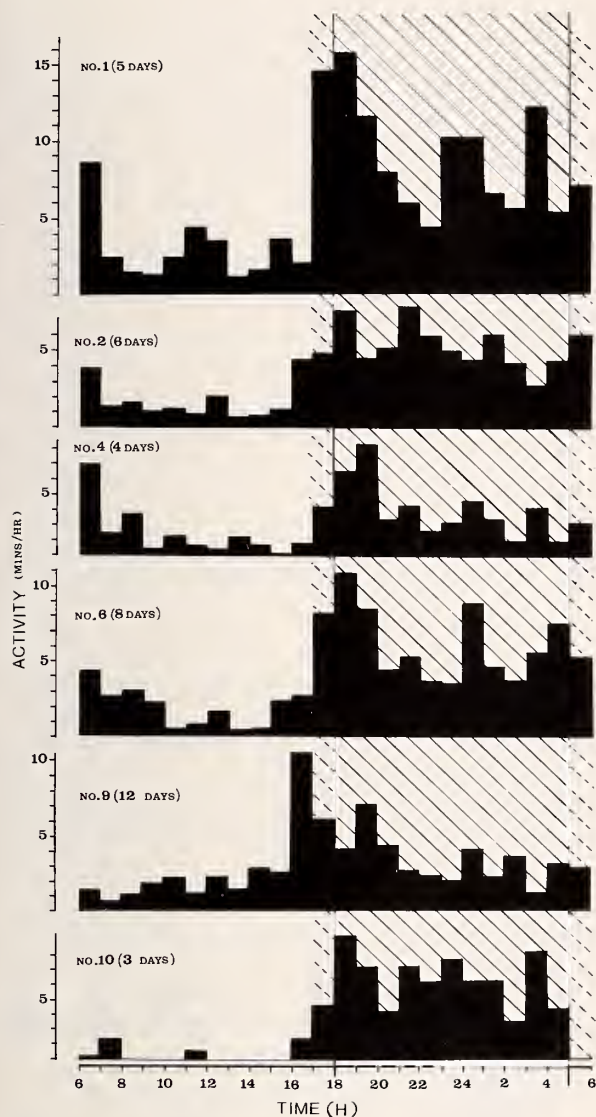 15
NO.1 (5 DAYS)
10
5
NO.2 (6 DAYS)
5
NO.4 (4 DAYS)
5
10
NO.6 (8 DAYS)
5
10
NO.9 (12 DAYS)
5
NO.10 (3 DAYS)
5
ACTIVITY (MINS/HR)
6 8 10 12 14 16 18 20 22 24 2 4 6
TIME (H)